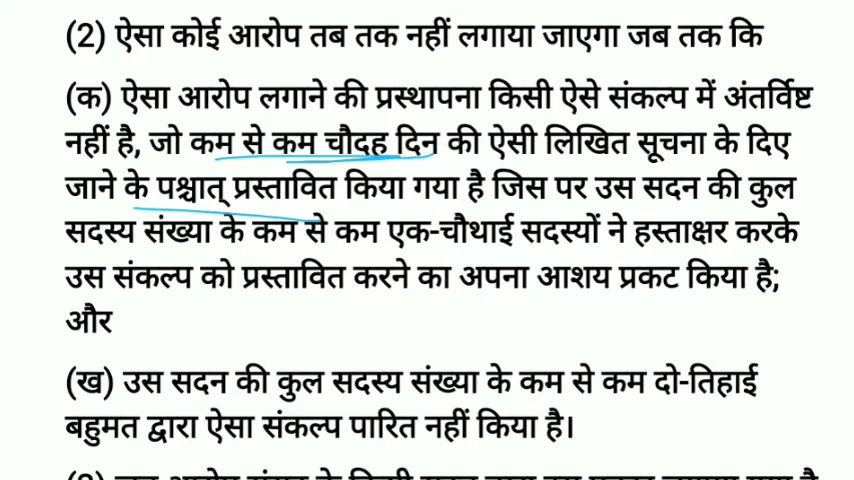 (2) ऐसा कोई आरोप तब तक नहीं लगाया जाएगा जब तक कि
(क) ऐसा आरोप लगाने की प्रस्थापना किसी ऐसे संकल्प में अंतर्विष्ट
नहीं है, जो कम से कम चौदह दिन की ऐसी लिखित सूचना के दिए
जाने के पश्चात् प्रस्तावित किया गया है जिस पर उस सदन की कुल
सदस्य संख्या के कम से कम एक-चौथाई सदस्यों ने हस्ताक्षर करके
उस संकल्प को प्रस्तावित करने का अपना आशय प्रकट किया है;
और
(ख) उस सदन की कुल सदस्य संख्या के कम से कम दो-तिहाई
बहुमत द्वारा ऐसा संकल्प पारित नहीं किया है।